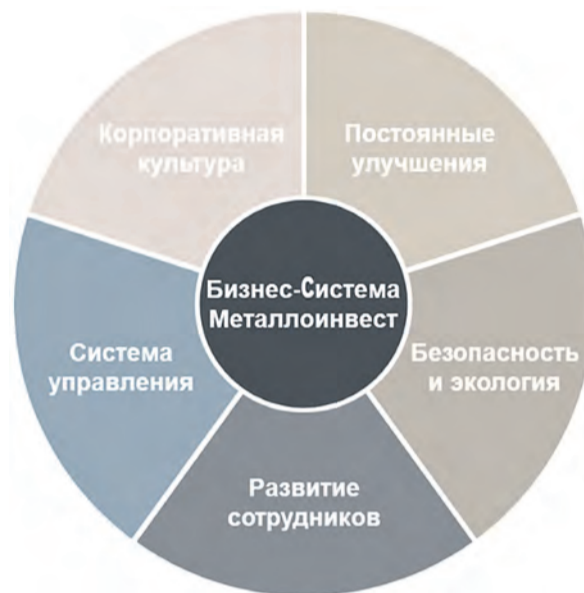 Корпоративная
культура
Постоянные
улучшения
Бизнес-Система
Металлоинвест
Система
управления
Безопасность
и экология
Развитие
сотрудников